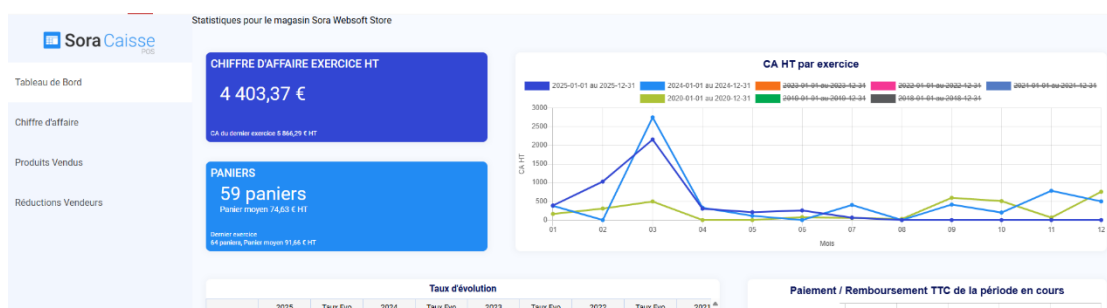 Statistiques pour le magasin Sora Websoft Store
Sora Caisse
POS
Tableau de Bord
Chiffre d'affaire
Produits Vendus
Réductions Vendeurs
CHIFFRE D'AFFAIRE EXERCICE HT
4 403,37 €
CA du dernier exercice 5 866,29 € HT
PANIERS
59 paniers
Panier moyen 74,63 € HT
Dernier exercice
64 paniers, Panier moyen 91,66 € HT
CA HT par exercice
2025-01-01 au 2025-12-31 2024-01-01 au 2024-12-31 2023-01-01 au 2023-12-31 2022-01-01 au 2022-12-31 2021-01-01 au 2021-12-31
2020-01-01 au 2020-12-31 2019-01-01 au 2019-12-31 2018-01-01 au 2018-12-31
CA HT
3000
2500
2000
1500
1000
500
0
01 02 03 04 05 06 07 08 09 10 11 12
Mois
Taux d'évolution
2025 Taux Evo 2024 Taux Evo 2023 Taux Evo 2022 Taux Evo 2021
Paiement / Remboursement TTC de la période en cours